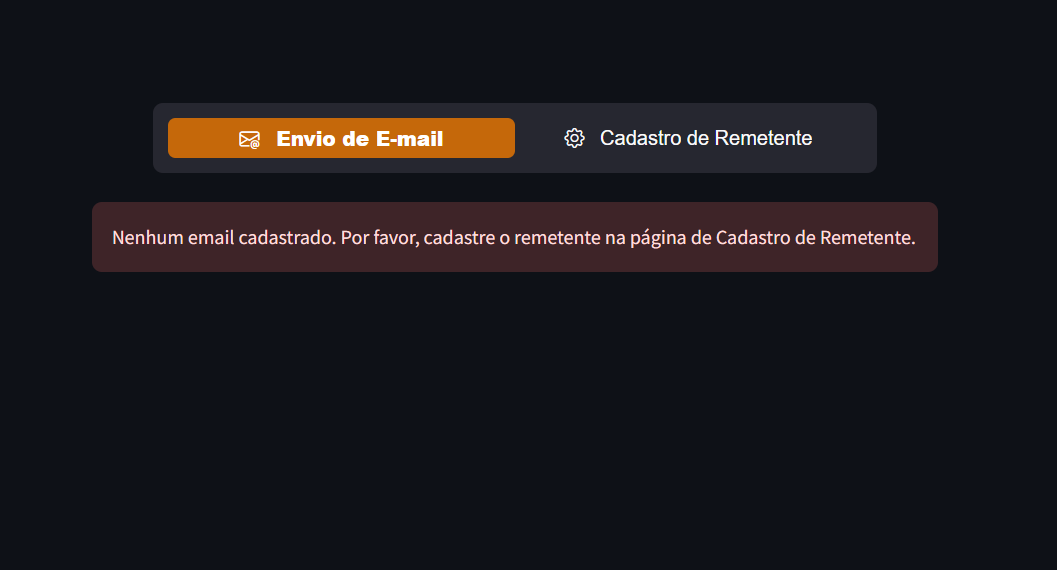 Envio de E-mail
Cadastro de Remetente
Nenhum email cadastrado. Por favor, cadastre o remetente na página de Cadastro de Remetente.